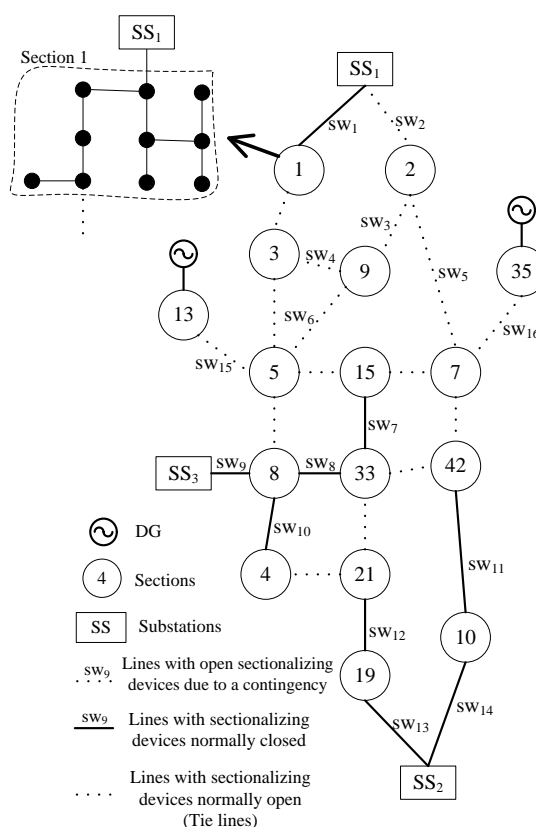 SS₁
Section 1
SS₁
sw₁
sw₂
1
2
sw₃
3
sw₄
9
35
sw₅
13
sw₆
sw₁₆
sw₁₅
5
15
7
sw₇
sw₉
sw₈
SS₃
8
33
42
sw₁₀
DG
4
Sections
4
21
sw₁₁
SS
Substations
sw₁₂
10
sw₉
Lines with open sectionalizing
devices due to a contingency
19
sw₉
Lines with sectionalizing
devices normally closed
sw₁₃
sw₁₄
SS₂
Lines with sectionalizing
devices normally open
(Tie lines)